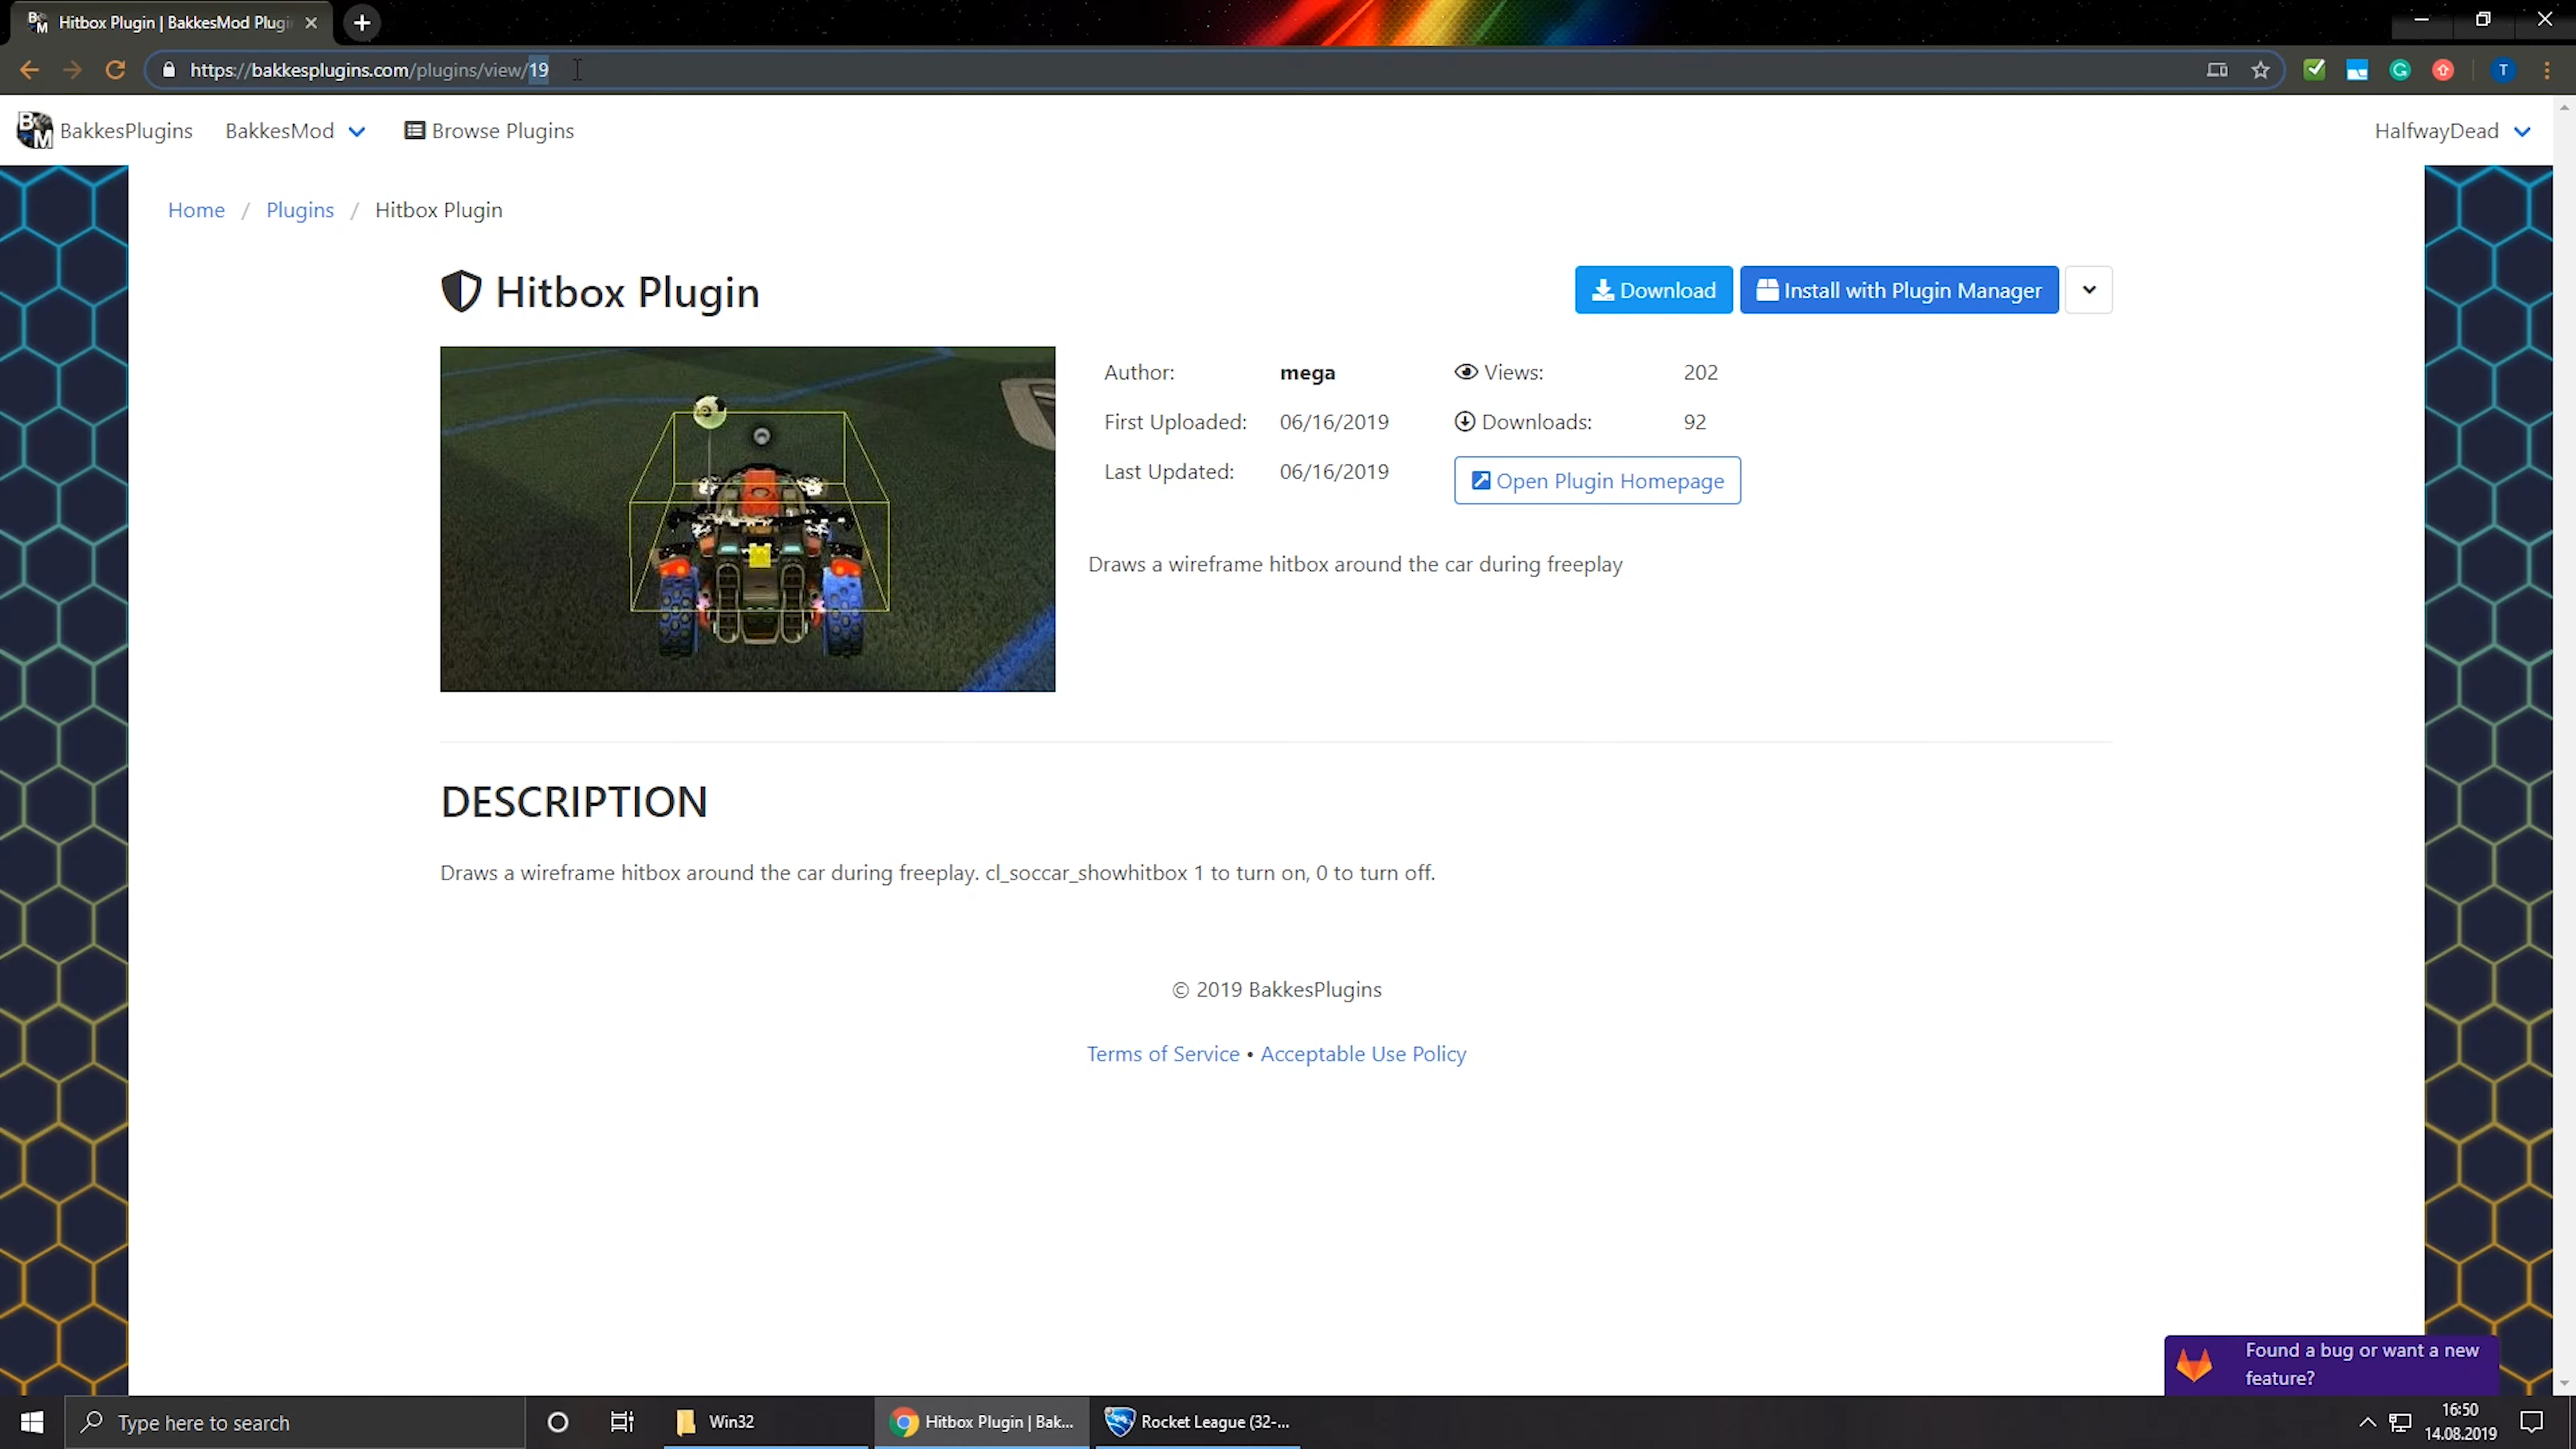 Hitbox Plugin | BakkesMod Plugi
https://bakkesplugins.com/plugins/view/19
T
BM BakkesPlugins BakkesMod Browse Plugins HalfwayDead
Home / Plugins / Hitbox Plugin
Hitbox Plugin
Download Install with Plugin Manager
Author: mega Views: 202
First Uploaded: 06/16/2019 Downloads: 92
Last Updated: 06/16/2019
Open Plugin Homepage
Draws a wireframe hitbox around the car during freeplay
DESCRIPTION
Draws a wireframe hitbox around the car during freeplay. cl_soccar_showhitbox 1 to turn on, 0 to turn off.
© 2019 BakkesPlugins
Terms of Service • Acceptable Use Policy
Found a bug or want a new
feature?
Type here to search Win32 Hitbox Plugin | Bak... Rocket League (32-...
16:50
14.08.2019